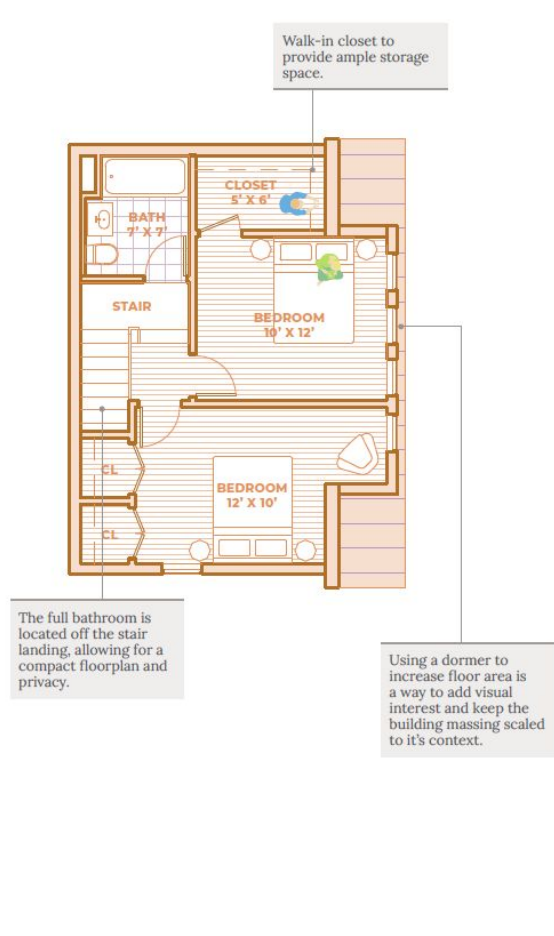 Walk-in closet to
provide ample storage
space.
CLOSET
5' X 6'
BATH
7' X 7'
STAIR
BEDROOM
10' X 12'
CL
BEDROOM
12' X 10'
CL
The full bathroom is
located off the stair
landing, allowing for a
compact floorplan and
privacy.
Using a dormer to
increase floor area is
a way to add visual
interest and keep the
building massing scaled
to it's context.